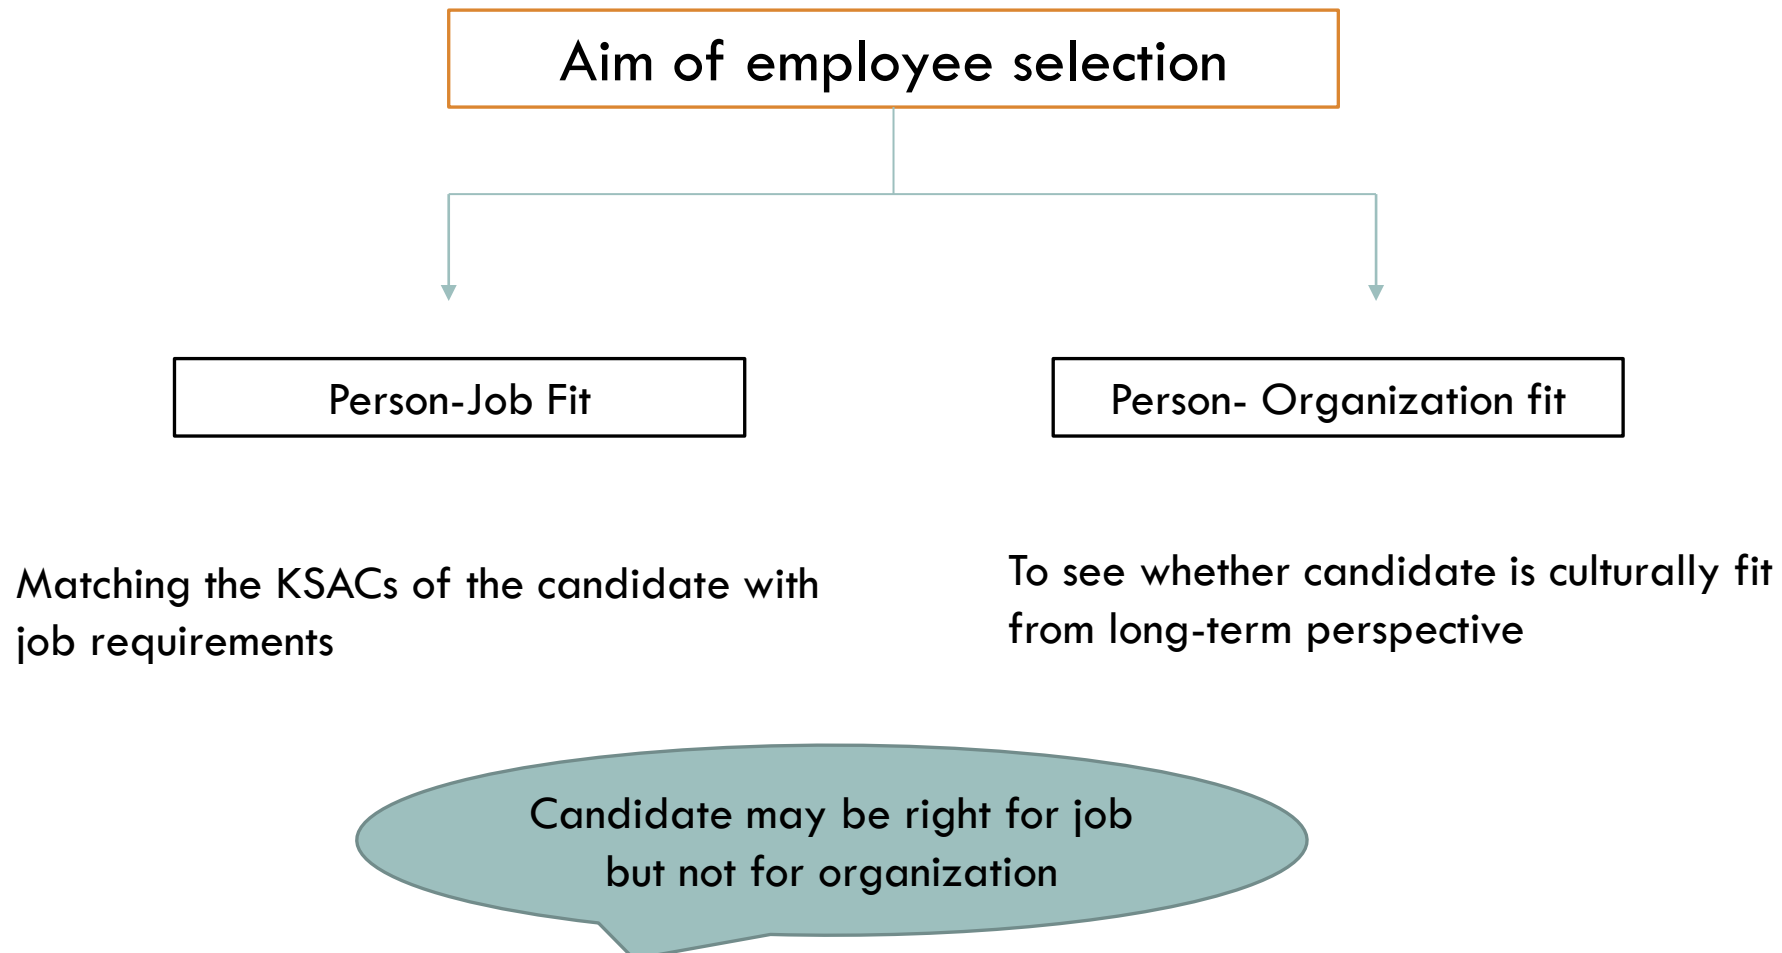 Aim of employee selection
Person-Job Fit
Person- Organization fit
Matching the KSACs of the candidate with
job requirements
To see whether candidate is culturally fit
from long-term perspective
Candidate may be right for job
but not for organization